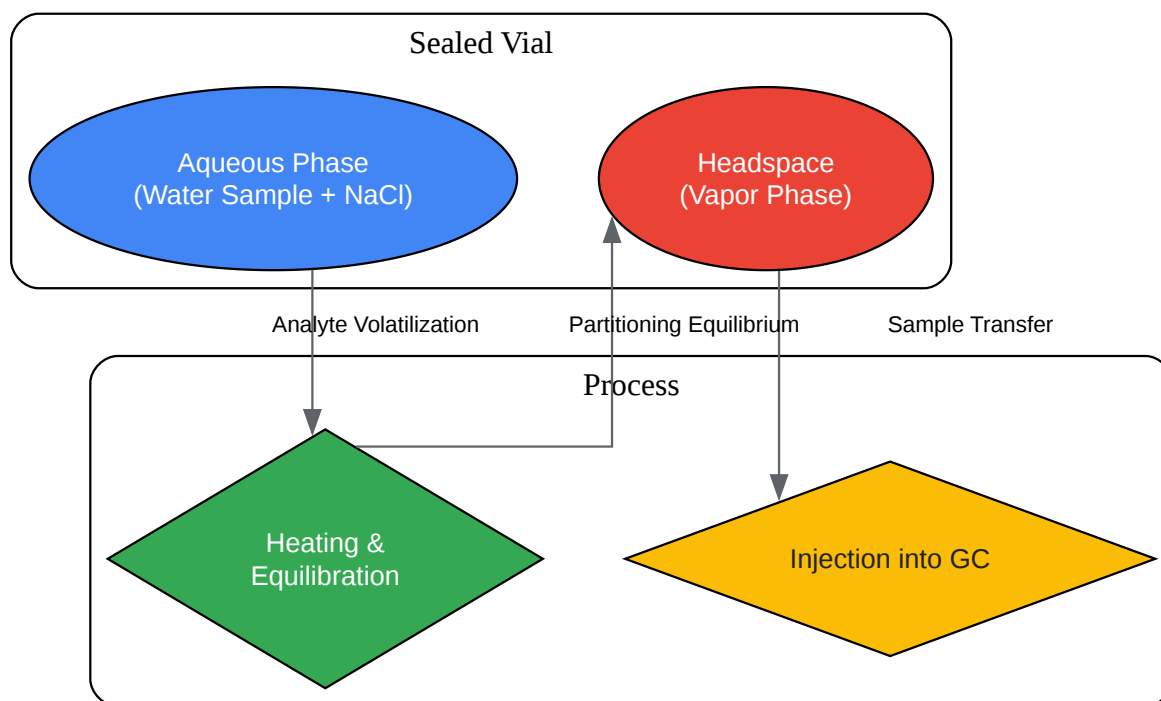 Sealed Vial
Aqueous Phase
(Water Sample + NaCl)
Headspace
(Vapor Phase)
Analyte Volatilization
Partitioning Equilibrium
Sample Transfer
Process
Heating &
Equilibration
Injection into GC